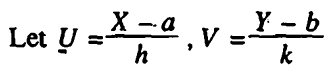 Let U = X – a / h , V = Y – b / k